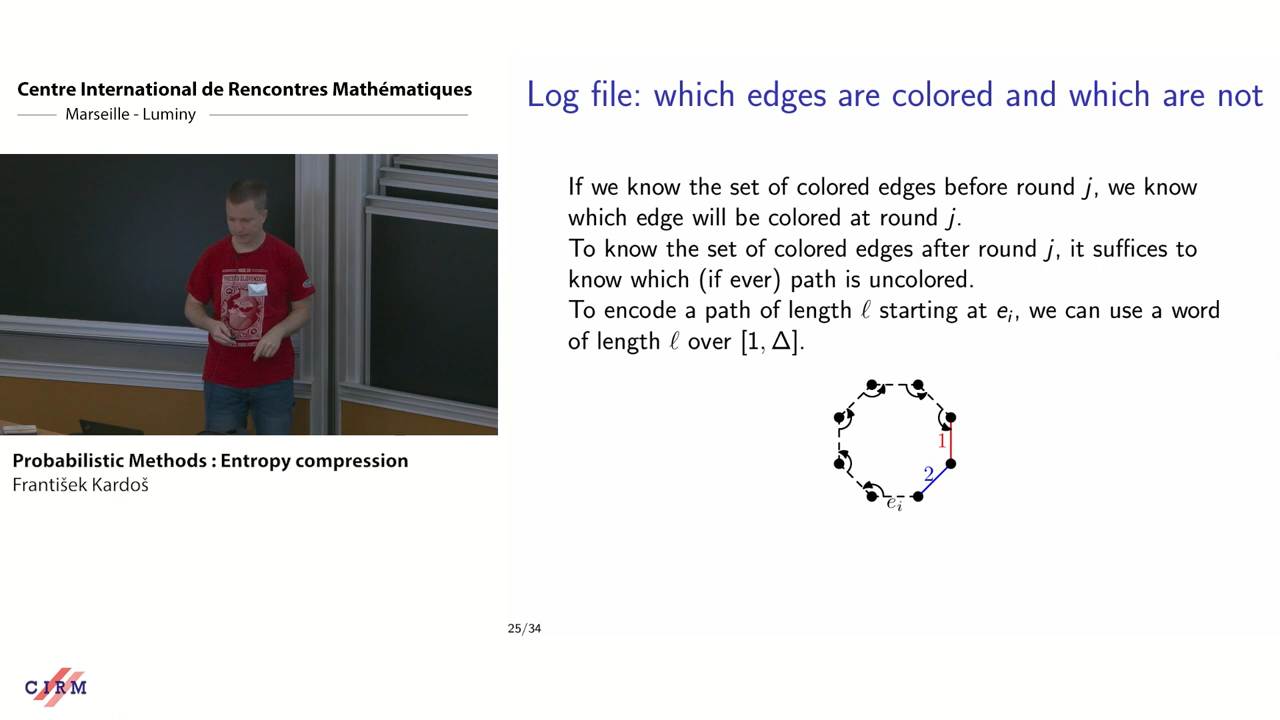 Centre International de Rencontres Mathématiques
Marseille - Luminy
Probabilistic Methods : Entropy compression
František Kardoš
CIRM
Log file: which edges are colored and which are not
If we know the set of colored edges before round j, we know
which edge will be colored at round j.
To know the set of colored edges after round j, it suffices to
know which (if ever) path is uncolored.
To encode a path of length ℓ starting at eᵢ, we can use a word
of length ℓ over [1, Δ].
1
2
eᵢ
25/34